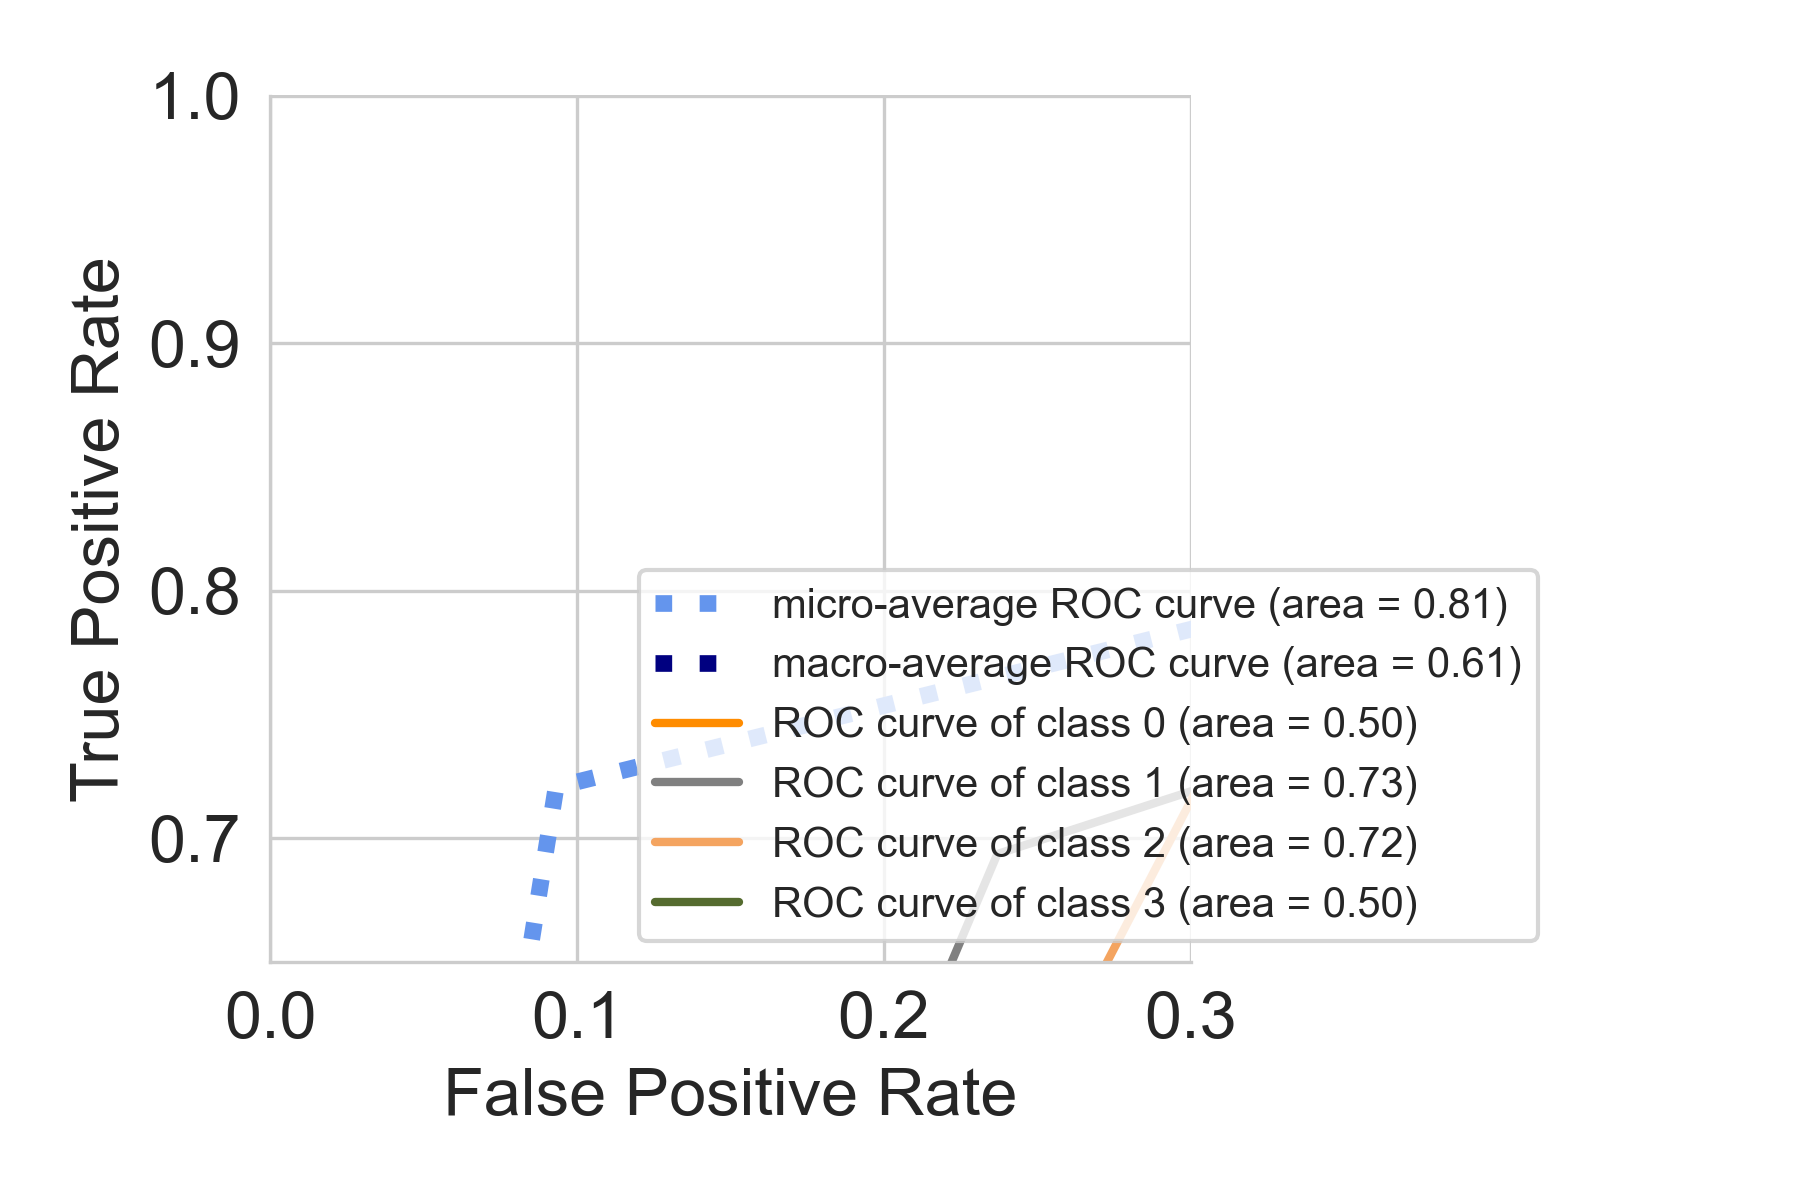 1.0
0.9
0.8
0.7
True Positive Rate
micro-average ROC curve (area = 0.81)
macro-average ROC curve (area = 0.61)
ROC curve of class 0 (area = 0.50)
ROC curve of class 1 (area = 0.73)
ROC curve of class 2 (area = 0.72)
ROC curve of class 3 (area = 0.50)
0.0 0.1 0.2 0.3
False Positive Rate